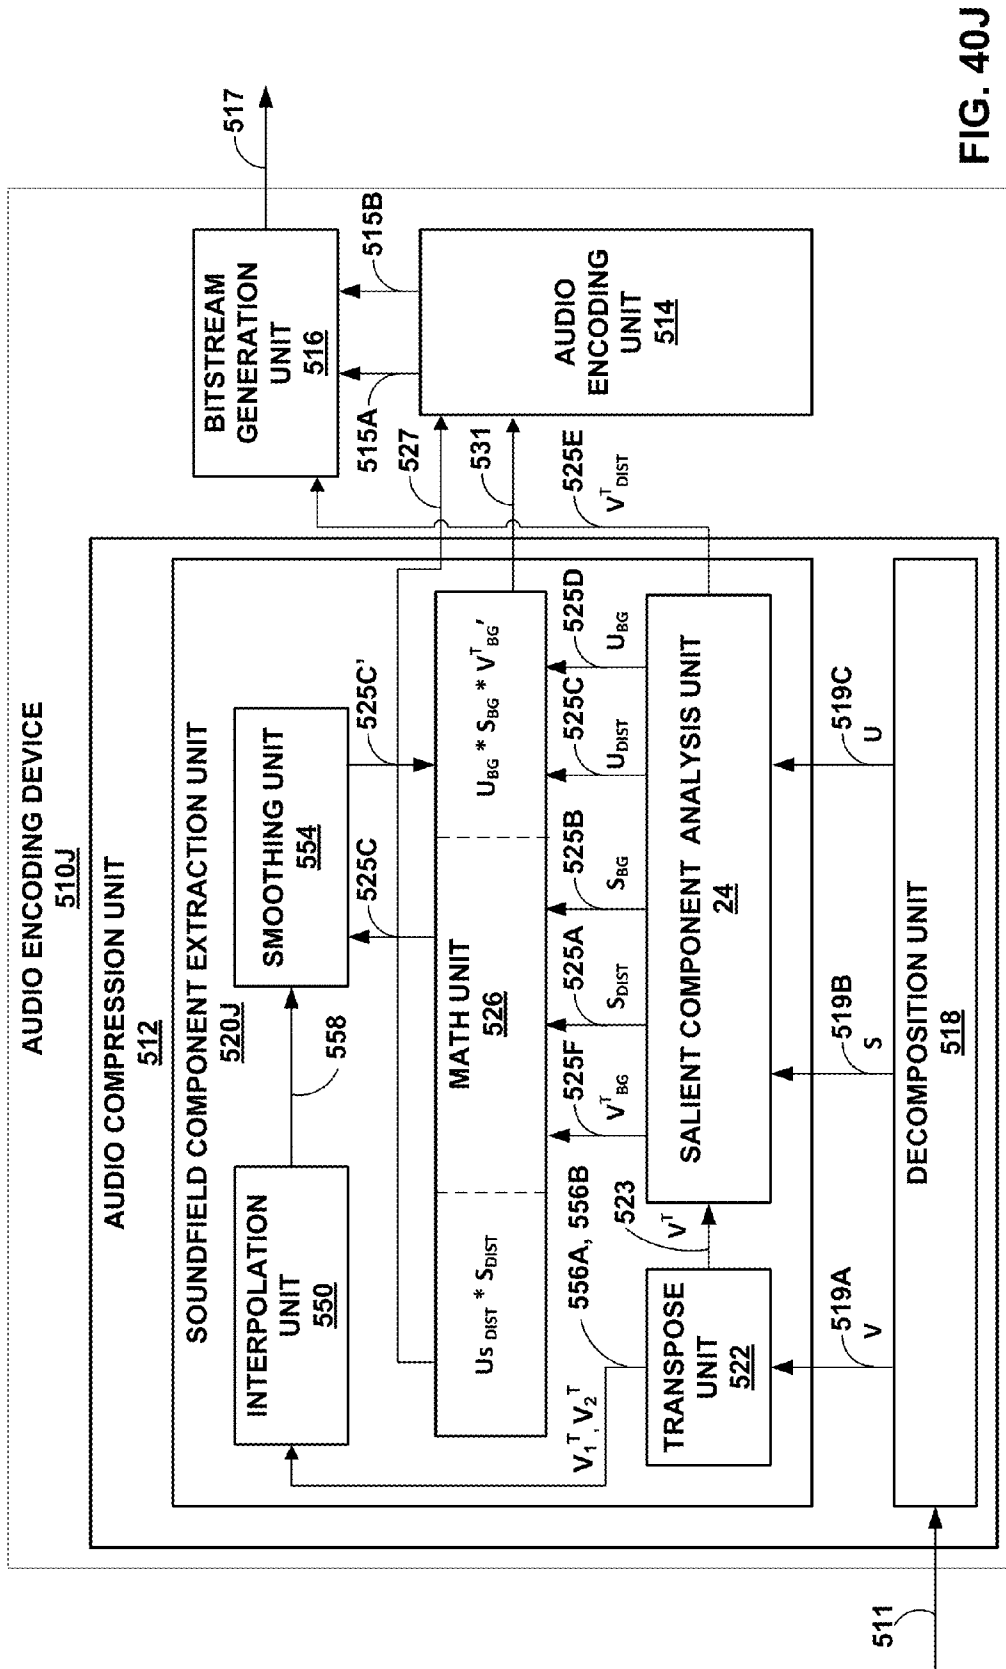 AUDIO ENCODING DEVICE
510J
AUDIO COMPRESSION UNIT
512
SOUNDFIELD COMPONENT EXTRACTION UNIT
520J
INTERPOLATION
UNIT
550
558
SMOOTHING UNIT
554
525C
525C'
U_S DIST * S_DIST
MATH UNIT
526
U_BG * S_BG * V^T_BG'
V_1^T, V_2^T
556A, 556B
525F
V^T_BG
525A
S_DIST
525B
S_BG
525C
U_DIST
525D
U_BG
TRANSPOSE
UNIT
522
523
V^T
SALIENT COMPONENT ANALYSIS UNIT
24
519A
V
519B
S
519C
U
DECOMPOSITION UNIT
518
511
BITSTREAM
GENERATION
UNIT
516
517
515A
515B
527
531
525E
V^T_DIST
AUDIO
ENCODING
UNIT
514
FIG. 40J